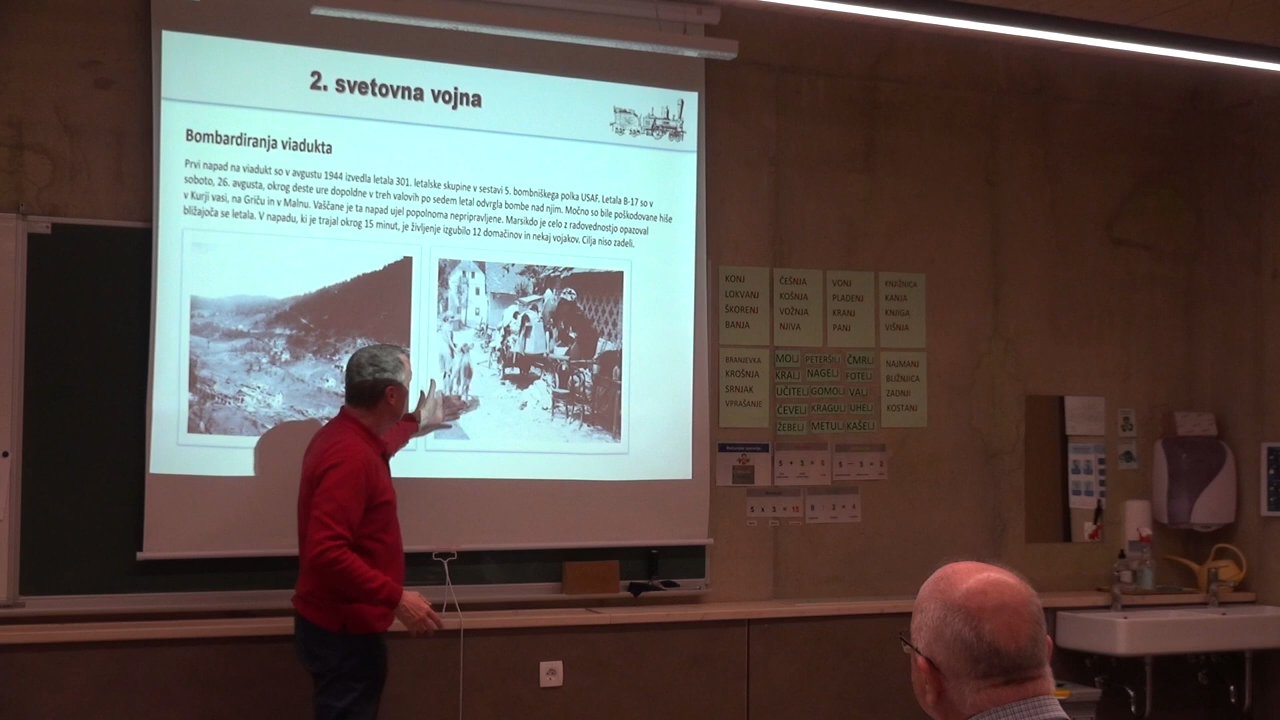 2. svetovna vojna
Bombardiranja viadukta
Prvi napad na viadukt so v avgustu 1944 izvedla letala 301. letalske skupine v sestavi 5. bombniškega polka USAF. Letala B-17 so v
soboto, 26. avgusta, okrog deste ure dopoldne v treh valovih po sedem letal odvrgla bombe nad njim. Močno so bile poškodovane hiše
v Kurji vasi, na Griču in v Malnu. Vaščane je ta napad ujel popolnoma nepripravljene. Marsikdo je celo z radovednostjo opazoval
bližajoča se letala. V napadu, ki je trajal okrog 15 minut, je življenje izgubilo 12 domačinov in nekaj vojakov. Cilja niso zadeli.
KONJ
LOKVANJ
ŠKORENJ
BANJA
ČEŠNJA
KOŠNJA
VOŽNJA
NJIVA
VONJ
PLADENJ
KRANJ
PANJ
KNJIŽNICA
KANJA
KNJIGA
VIŠNJA
BRANJEVKA
KROŠNJA
SRNJAK
VPRAŠANJE
MOLJ PETERŠILJ ČMRLJ
KRALJ NAGELJ FOTELJ
UČITELJ GOMOLJ VALJ
ČEVELJ KRAGULJ UHELJ
ŽEBELJ METULJ KAŠELJ
NAJMANJ
BLIŽNJICA
ZADNJI
KOSTANJ
5 x 3 = 15